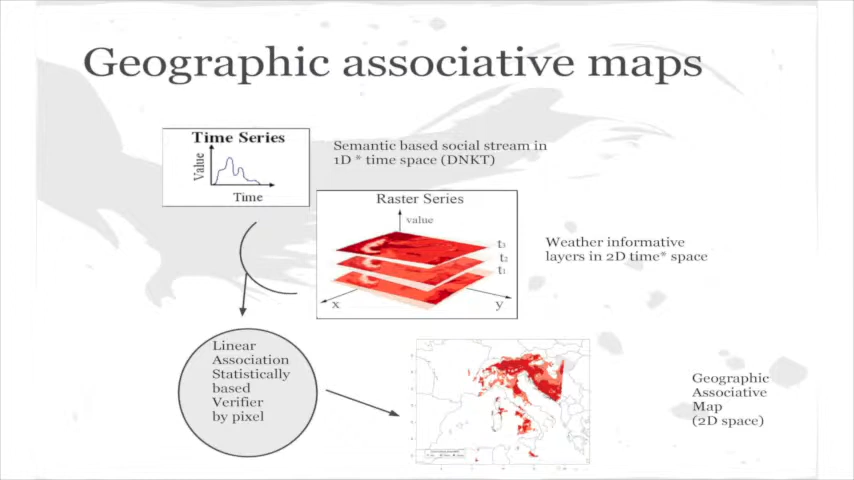 Geographic associative maps
Time Series
Value
Time
Semantic based social stream in
1D * time space (DNKT)
Raster Series
value
t₃
t₂
t₁
x
y
Weather informative
layers in 2D time* space
Linear
Association
Statistically
based
Verifier
by pixel
Geographic
Associative
Map
(2D space)